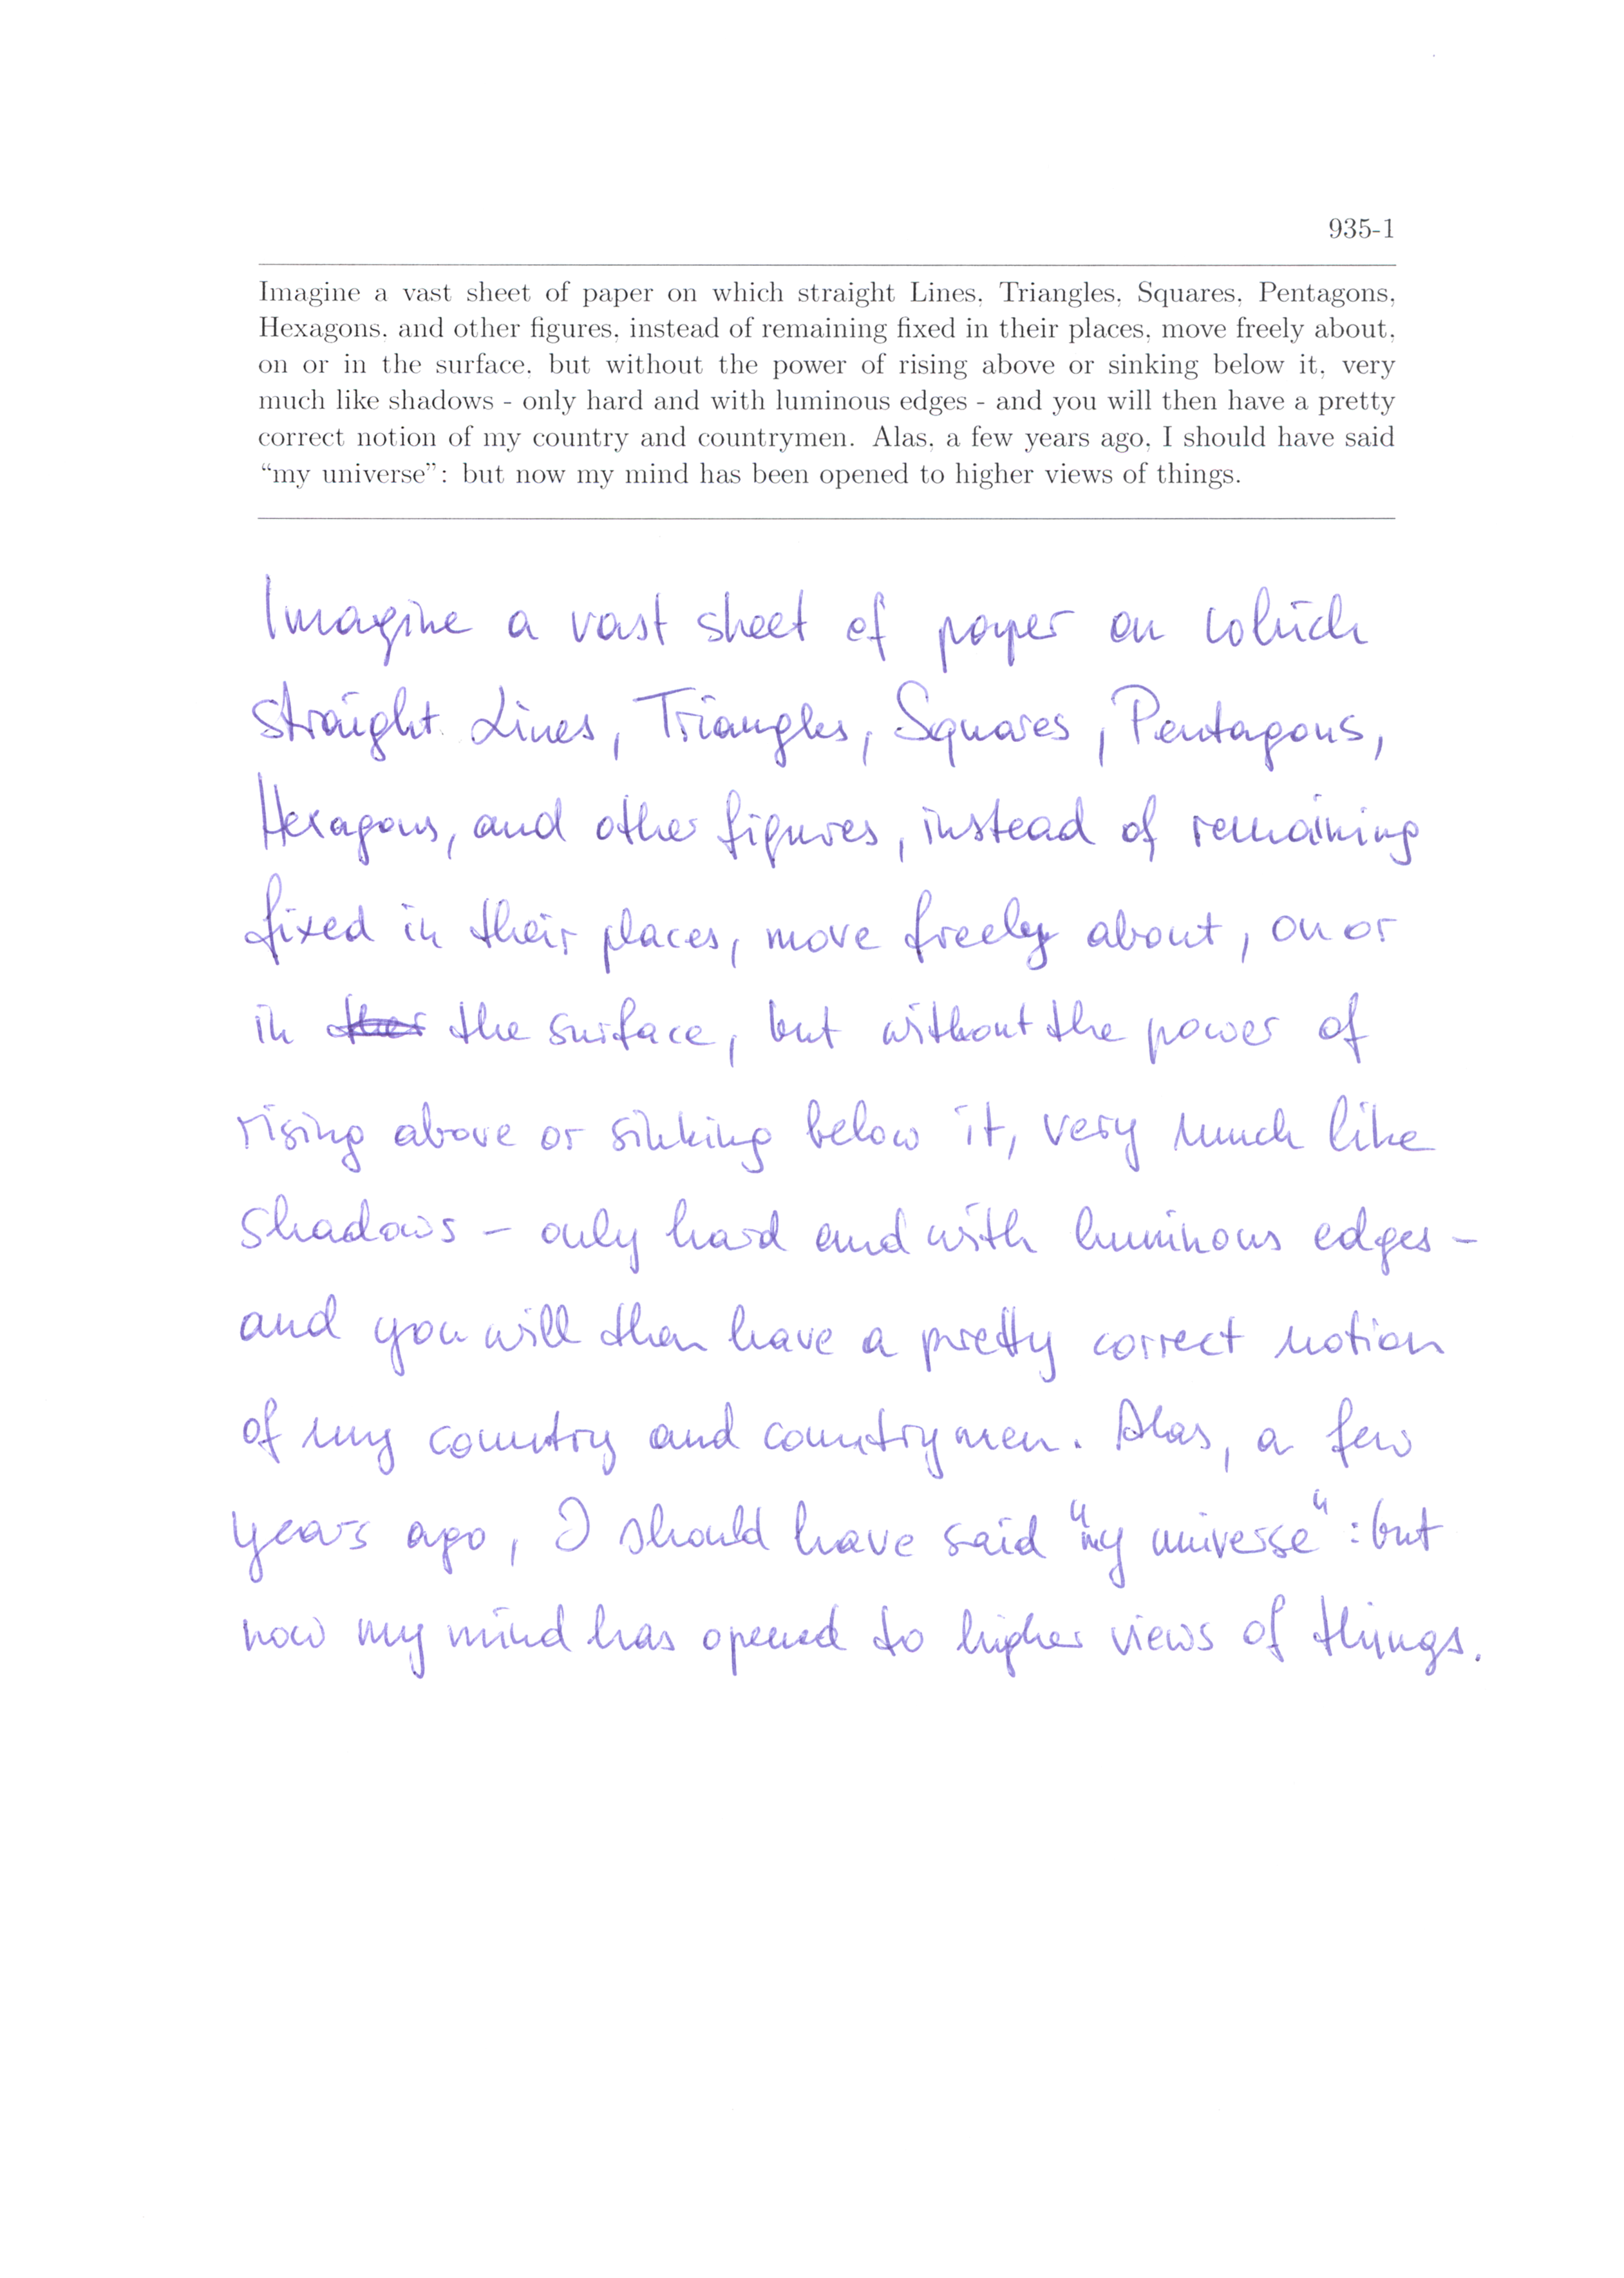 935-1
Imagine a vast sheet of paper on which straight Lines, Triangles, Squares, Pentagons,
Hexagons, and other figures, instead of remaining fixed in their places, move freely about,
on or in the surface, but without the power of rising above or sinking below it, very
much like shadows - only hard and with luminous edges - and you will then have a pretty
correct notion of my country and countrymen. Alas, a few years ago, I should have said
“my universe”: but now my mind has been opened to higher views of things.
Imagine a vast sheet of paper on which
straight Lines, Triangles, Squares, Pentagons,
Hexagons, and other figures, instead of remaining
fixed in their places, move freely about, on or
in the surface, but without the power of
rising above or sinking below it, very much like
shadows - only hard and with luminous edges -
and you will then have a pretty correct notion
of my country and countrymen. Alas, a few
years ago, I should have said "my universe": but
now my mind has opened to higher views of things.